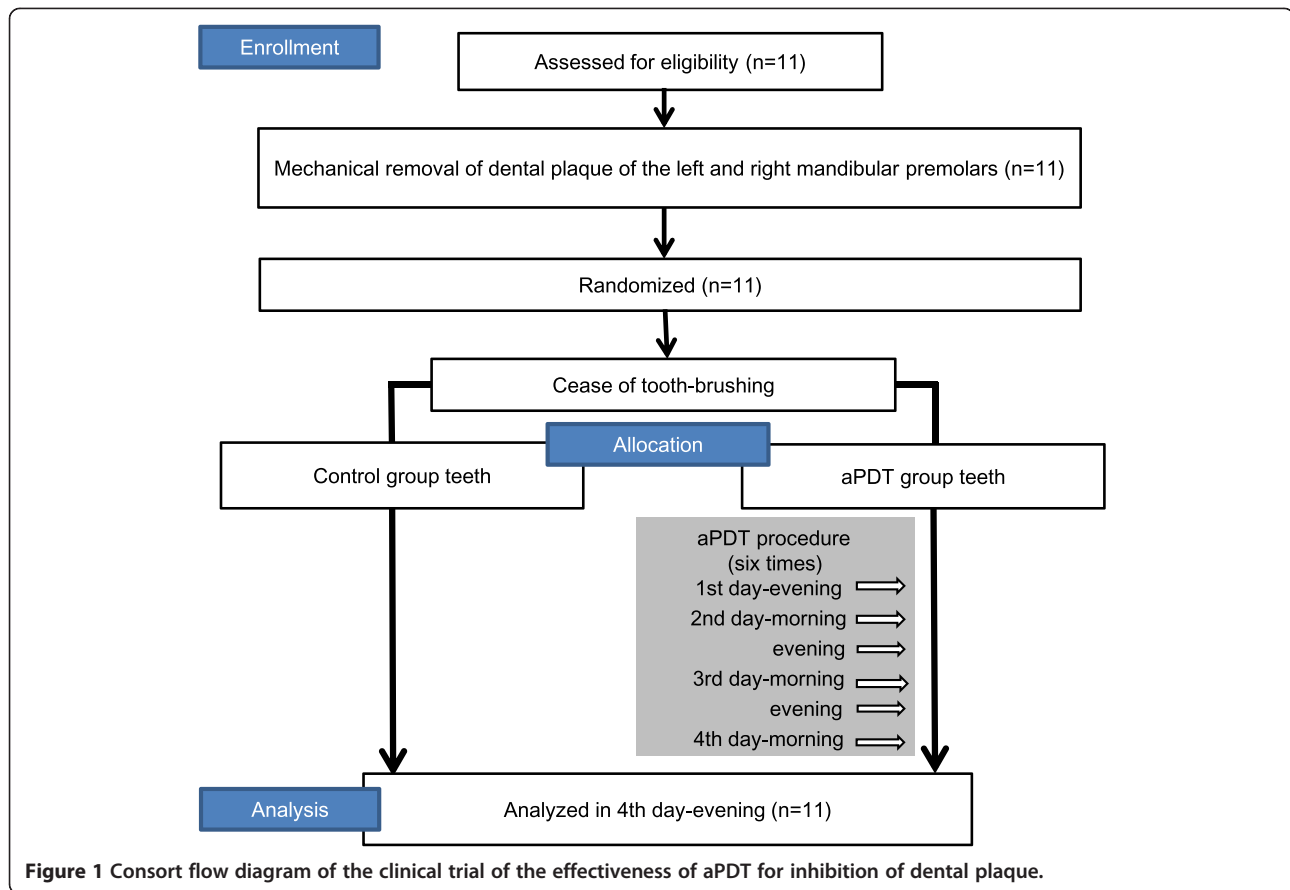 Enrollment
Assessed for eligibility (n=11)
Mechanical removal of dental plaque of the left and right mandibular premolars (n=11)
Randomized (n=11)
Cease of tooth-brushing
Allocation
Control group teeth
aPDT group teeth
aPDT procedure
(six times)
1st day-evening
2nd day-morning
evening
3rd day-morning
evening
4th day-morning
Analysis
Analyzed in 4th day-evening (n=11)
Figure 1 Consort flow diagram of the clinical trial of the effectiveness of aPDT for inhibition of dental plaque.